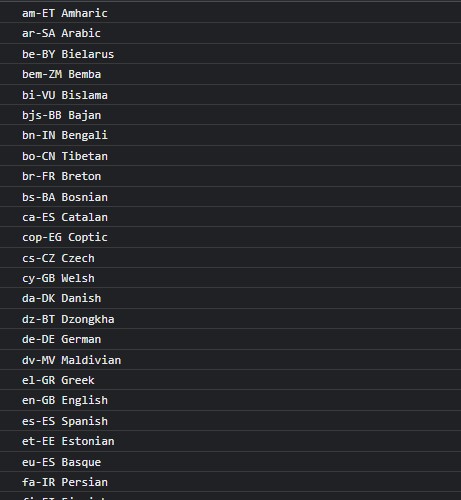 am-ET Amharic
ar-SA Arabic
be-BY Bielarus
bem-ZM Bemba
bi-VU Bislama
bjs-BB Bajan
bn-IN Bengali
bo-CN Tibetan
br-FR Breton
bs-BA Bosnian
ca-ES Catalan
cop-EG Coptic
cs-CZ Czech
cy-GB Welsh
da-DK Danish
dz-BT Dzongkha
de-DE German
dv-MV Maldivian
el-GR Greek
en-GB English
es-ES Spanish
et-EE Estonian
eu-ES Basque
fa-IR Persian